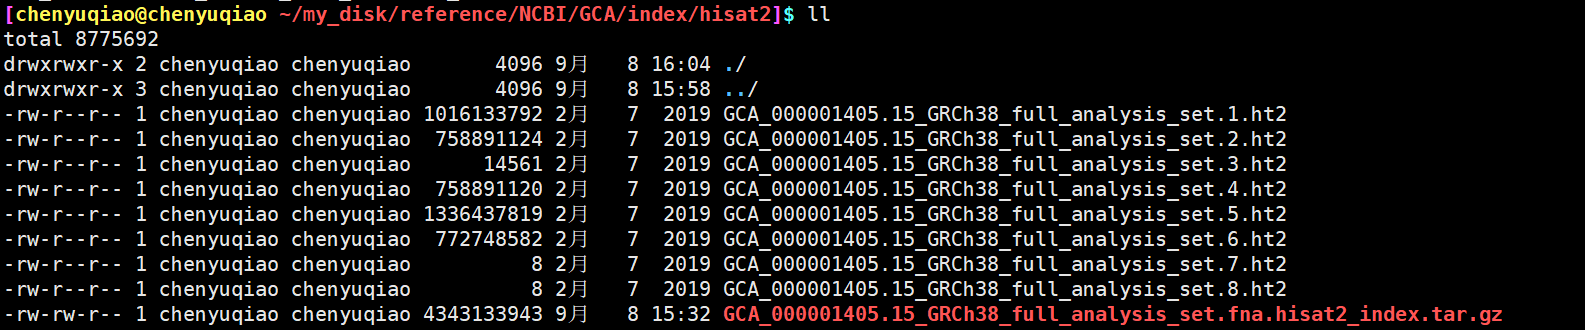 [chenyuqiao@chenyuqiao ~/my_disk/reference/NCBI/GCA/index/hisat2]$ ll
total 8775692
drwxrwxr-x 2 chenyuqiao chenyuqiao       4096 9月   8 16:04 ./
drwxrwxr-x 3 chenyuqiao chenyuqiao       4096 9月   8 15:58 ../
-rw-r--r-- 1 chenyuqiao chenyuqiao 1016133792 2月   7  2019 GCA_000001405.15_GRCh38_full_analysis_set.1.ht2
-rw-r--r-- 1 chenyuqiao chenyuqiao  758891124 2月   7  2019 GCA_000001405.15_GRCh38_full_analysis_set.2.ht2
-rw-r--r-- 1 chenyuqiao chenyuqiao      14561 2月   7  2019 GCA_000001405.15_GRCh38_full_analysis_set.3.ht2
-rw-r--r-- 1 chenyuqiao chenyuqiao  758891120 2月   7  2019 GCA_000001405.15_GRCh38_full_analysis_set.4.ht2
-rw-r--r-- 1 chenyuqiao chenyuqiao 1336437819 2月   7  2019 GCA_000001405.15_GRCh38_full_analysis_set.5.ht2
-rw-r--r-- 1 chenyuqiao chenyuqiao  772748582 2月   7  2019 GCA_000001405.15_GRCh38_full_analysis_set.6.ht2
-rw-r--r-- 1 chenyuqiao chenyuqiao          8 2月   7  2019 GCA_000001405.15_GRCh38_full_analysis_set.7.ht2
-rw-r--r-- 1 chenyuqiao chenyuqiao          8 2月   7  2019 GCA_000001405.15_GRCh38_full_analysis_set.8.ht2
-rw-rw-r-- 1 chenyuqiao chenyuqiao 4343133943 9月   8 15:32 GCA_000001405.15_GRCh38_full_analysis_set.fna.hisat2_index.tar.gz